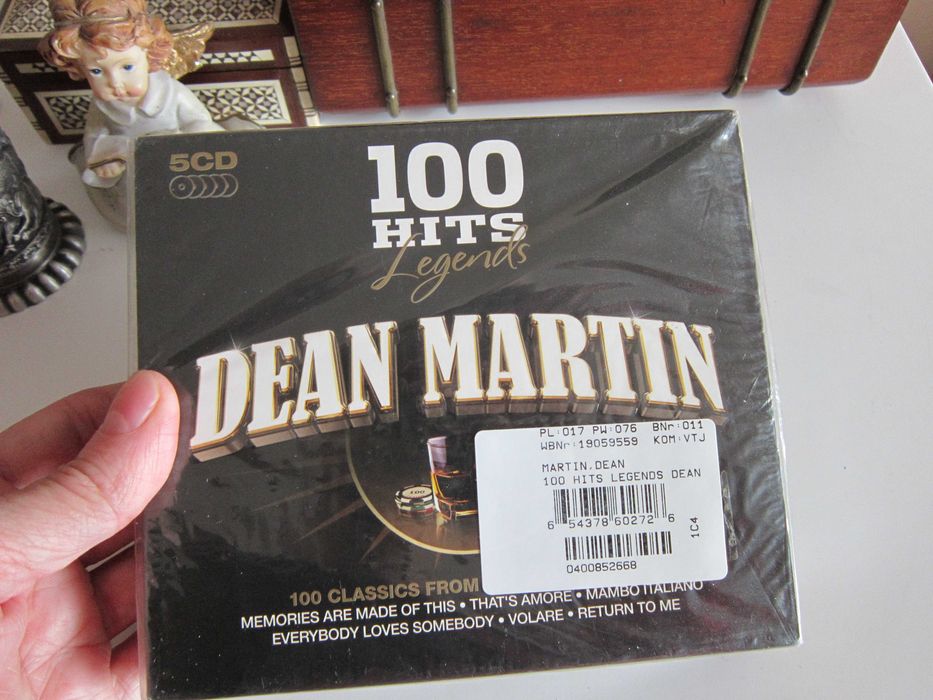 5CD
100
HITS
Legends
DEAN MARTIN
PL:017 PW:076 BNr:011
WBNr:19059559 KOM:VTJ
MARTIN,DEAN
100 HITS LEGENDS DEAN
6 54378 60272 6
1C4
0400852668
100
100 CLASSICS FROM
MEMORIES ARE MADE OF THIS • THAT'S AMORE • MAMBO ITALIANO
EVERYBODY LOVES SOMEBODY • VOLARE • RETURN TO ME